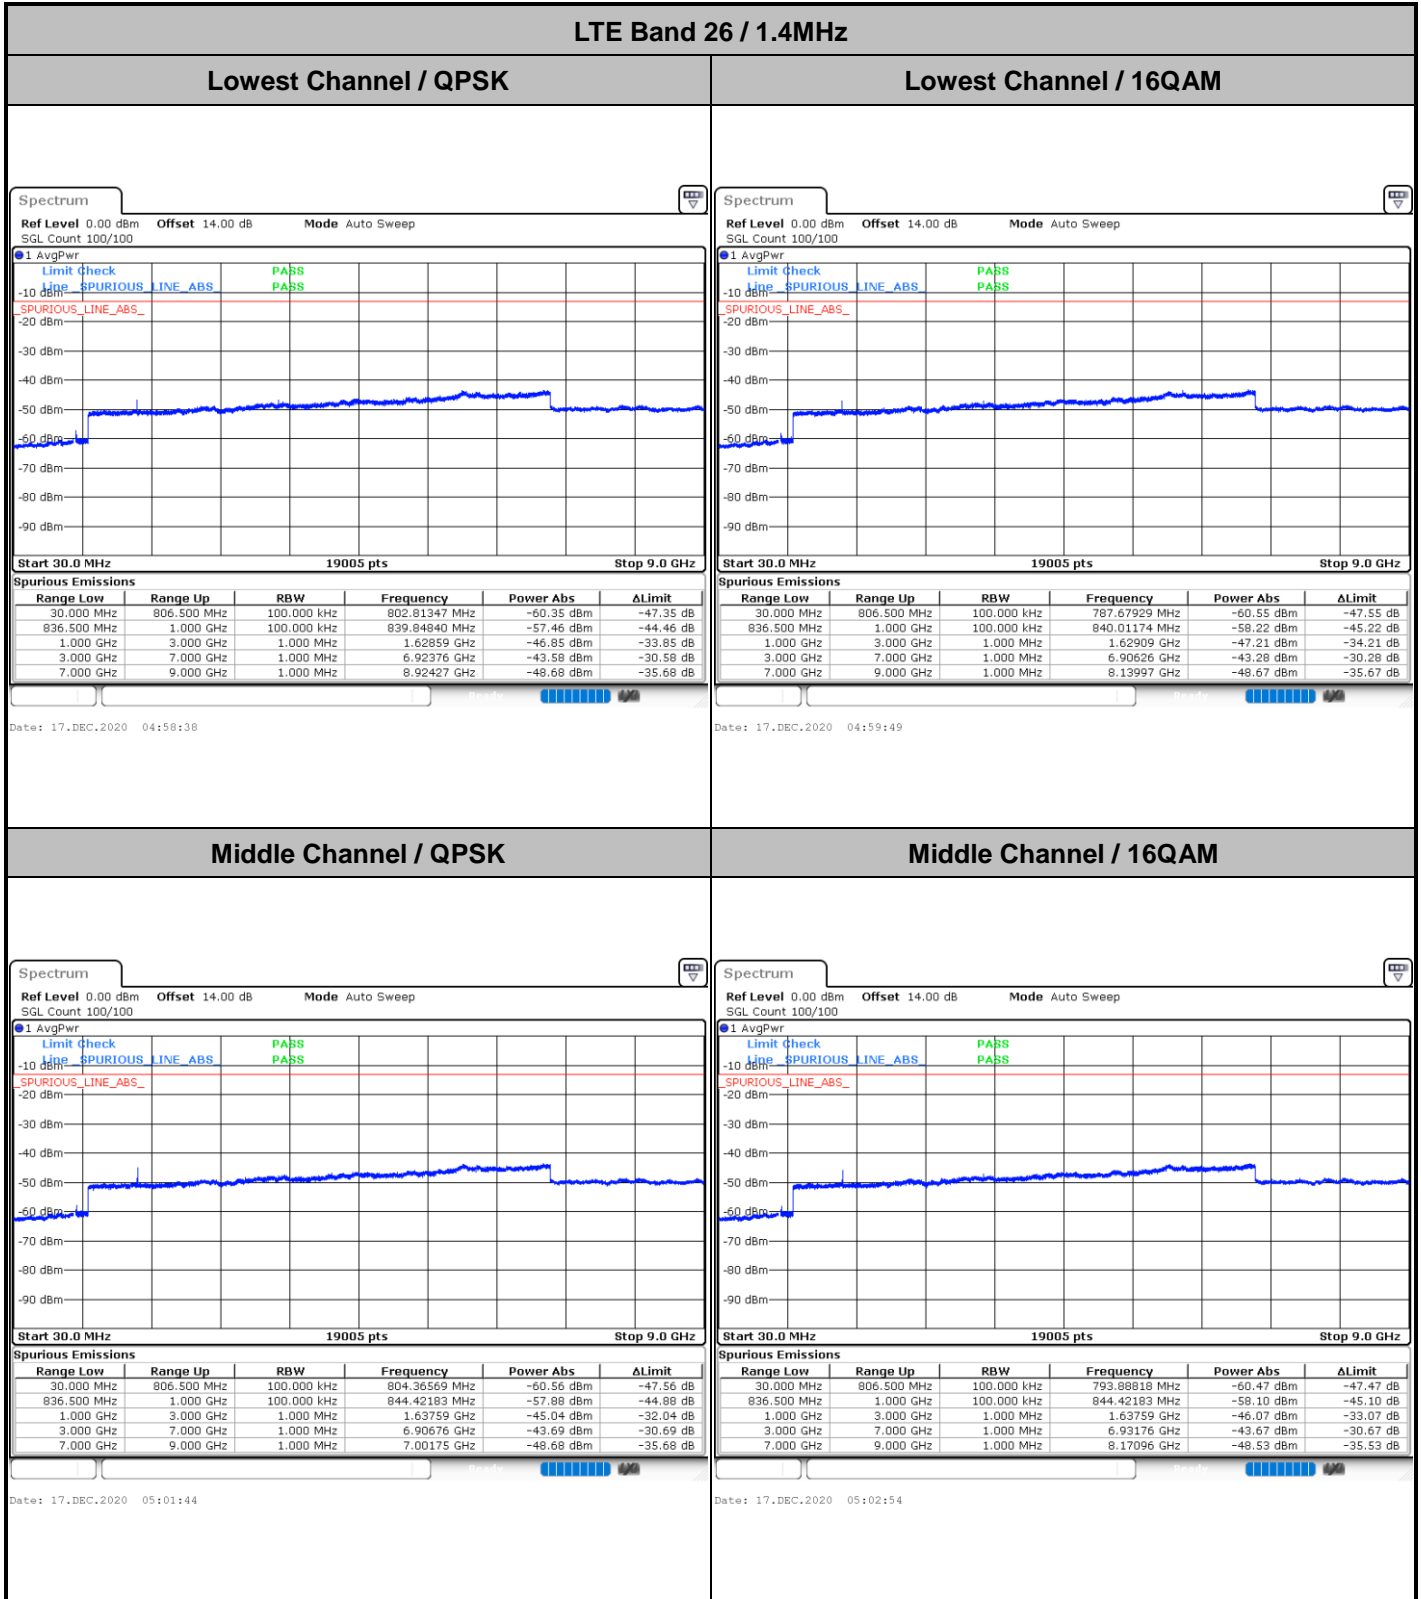 LTE Band 26 / 1.4MHz
Lowest Channel / QPSK
Lowest Channel / 16QAM
Spectrum
Ref Level 0.00 dBm Offset 14.00 dB Mode Auto Sweep
SGL Count 100/100
1 AvgPwr
Limit Check PASS
Line _SPURIOUS_LINE_ABS_ PASS
-10 dBm
_SPURIOUS_LINE_ABS_
-20 dBm
-30 dBm
-40 dBm
-50 dBm
-60 dBm
-70 dBm
-80 dBm
-90 dBm
Start 30.0 MHz 19005 pts Stop 9.0 GHz
Spurious Emissions
Range Low Range Up RBW Frequency Power Abs ΔLimit
30.000 MHz 806.500 MHz 100.000 kHz 802.81347 MHz -60.35 dBm -47.35 dB
836.500 MHz 1.000 GHz 100.000 kHz 839.84840 MHz -57.46 dBm -44.46 dB
1.000 GHz 3.000 GHz 1.000 MHz 1.62859 GHz -46.85 dBm -33.85 dB
3.000 GHz 7.000 GHz 1.000 MHz 6.92376 GHz -43.58 dBm -30.58 dB
7.000 GHz 9.000 GHz 1.000 MHz 8.92427 GHz -48.68 dBm -35.68 dB
Ready
Date: 17.DEC.2020 04:58:38
Spectrum
Ref Level 0.00 dBm Offset 14.00 dB Mode Auto Sweep
SGL Count 100/100
1 AvgPwr
Limit Check PASS
Line _SPURIOUS_LINE_ABS_ PASS
-10 dBm
_SPURIOUS_LINE_ABS_
-20 dBm
-30 dBm
-40 dBm
-50 dBm
-60 dBm
-70 dBm
-80 dBm
-90 dBm
Start 30.0 MHz 19005 pts Stop 9.0 GHz
Spurious Emissions
Range Low Range Up RBW Frequency Power Abs ΔLimit
30.000 MHz 806.500 MHz 100.000 kHz 787.67929 MHz -60.55 dBm -47.55 dB
836.500 MHz 1.000 GHz 100.000 kHz 840.01174 MHz -58.22 dBm -45.22 dB
1.000 GHz 3.000 GHz 1.000 MHz 1.62909 GHz -47.21 dBm -34.21 dB
3.000 GHz 7.000 GHz 1.000 MHz 6.90626 GHz -43.28 dBm -30.28 dB
7.000 GHz 9.000 GHz 1.000 MHz 8.13997 GHz -48.67 dBm -35.67 dB
Ready
Date: 17.DEC.2020 04:59:49
Middle Channel / QPSK
Middle Channel / 16QAM
Spectrum
Ref Level 0.00 dBm Offset 14.00 dB Mode Auto Sweep
SGL Count 100/100
1 AvgPwr
Limit Check PASS
Line _SPURIOUS_LINE_ABS_ PASS
-10 dBm
_SPURIOUS_LINE_ABS_
-20 dBm
-30 dBm
-40 dBm
-50 dBm
-60 dBm
-70 dBm
-80 dBm
-90 dBm
Start 30.0 MHz 19005 pts Stop 9.0 GHz
Spurious Emissions
Range Low Range Up RBW Frequency Power Abs ΔLimit
30.000 MHz 806.500 MHz 100.000 kHz 804.36569 MHz -60.56 dBm -47.56 dB
836.500 MHz 1.000 GHz 100.000 kHz 844.42183 MHz -57.88 dBm -44.88 dB
1.000 GHz 3.000 GHz 1.000 MHz 1.63759 GHz -45.04 dBm -32.04 dB
3.000 GHz 7.000 GHz 1.000 MHz 6.90676 GHz -43.69 dBm -30.69 dB
7.000 GHz 9.000 GHz 1.000 MHz 7.00175 GHz -48.68 dBm -35.68 dB
Ready
Date: 17.DEC.2020 05:01:44
Spectrum
Ref Level 0.00 dBm Offset 14.00 dB Mode Auto Sweep
SGL Count 100/100
1 AvgPwr
Limit Check PASS
Line _SPURIOUS_LINE_ABS_ PASS
-10 dBm
_SPURIOUS_LINE_ABS_
-20 dBm
-30 dBm
-40 dBm
-50 dBm
-60 dBm
-70 dBm
-80 dBm
-90 dBm
Start 30.0 MHz 19005 pts Stop 9.0 GHz
Spurious Emissions
Range Low Range Up RBW Frequency Power Abs ΔLimit
30.000 MHz 806.500 MHz 100.000 kHz 793.88818 MHz -60.47 dBm -47.47 dB
836.500 MHz 1.000 GHz 100.000 kHz 844.42183 MHz -58.10 dBm -45.10 dB
1.000 GHz 3.000 GHz 1.000 MHz 1.63759 GHz -46.07 dBm -33.07 dB
3.000 GHz 7.000 GHz 1.000 MHz 6.93176 GHz -43.67 dBm -30.67 dB
7.000 GHz 9.000 GHz 1.000 MHz 8.17096 GHz -48.53 dBm -35.53 dB
Ready
Date: 17.DEC.2020 05:02:54